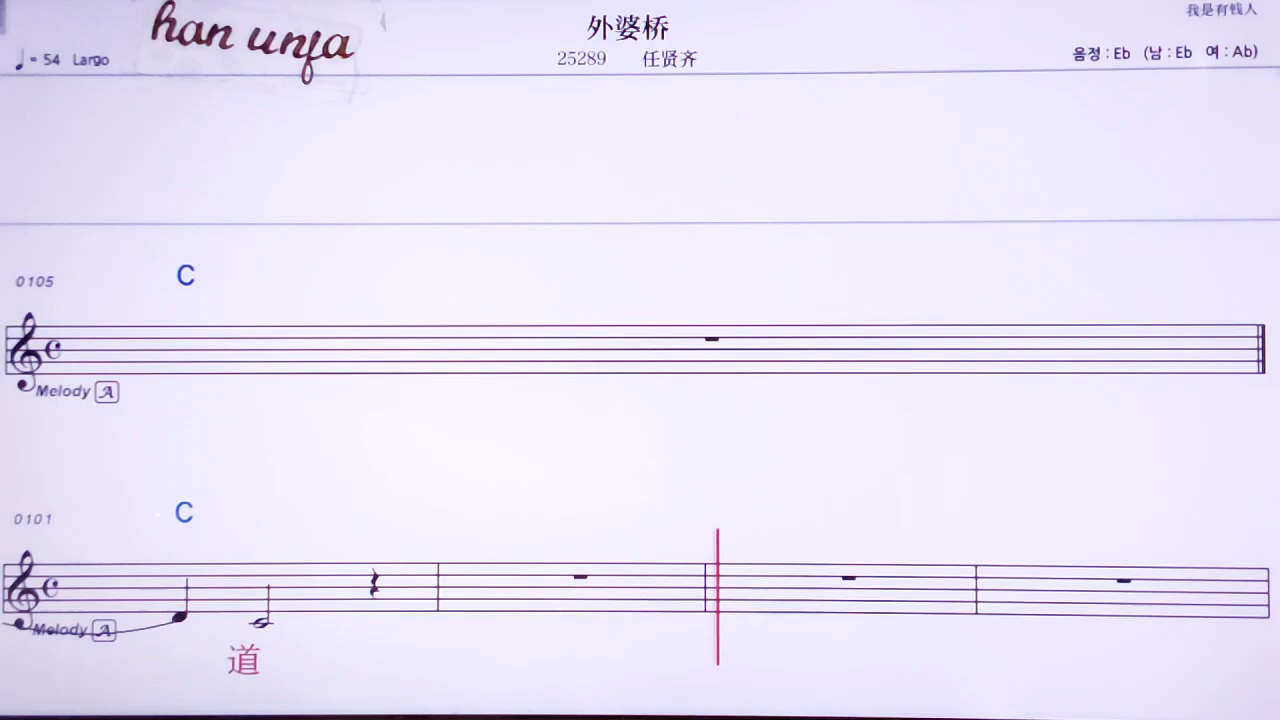 我是有钱人
han unfa
外婆桥
♩ = 54 Largo
25289 任贤齐
음정 : Eb (남 : Eb 여 : Ab)
0105
C
Melody A
0101
C
Melody A
道